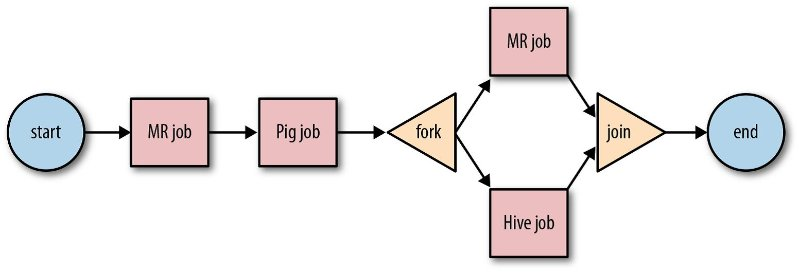 start
MR job
Pig job
fork
MR job
Hive job
join
end